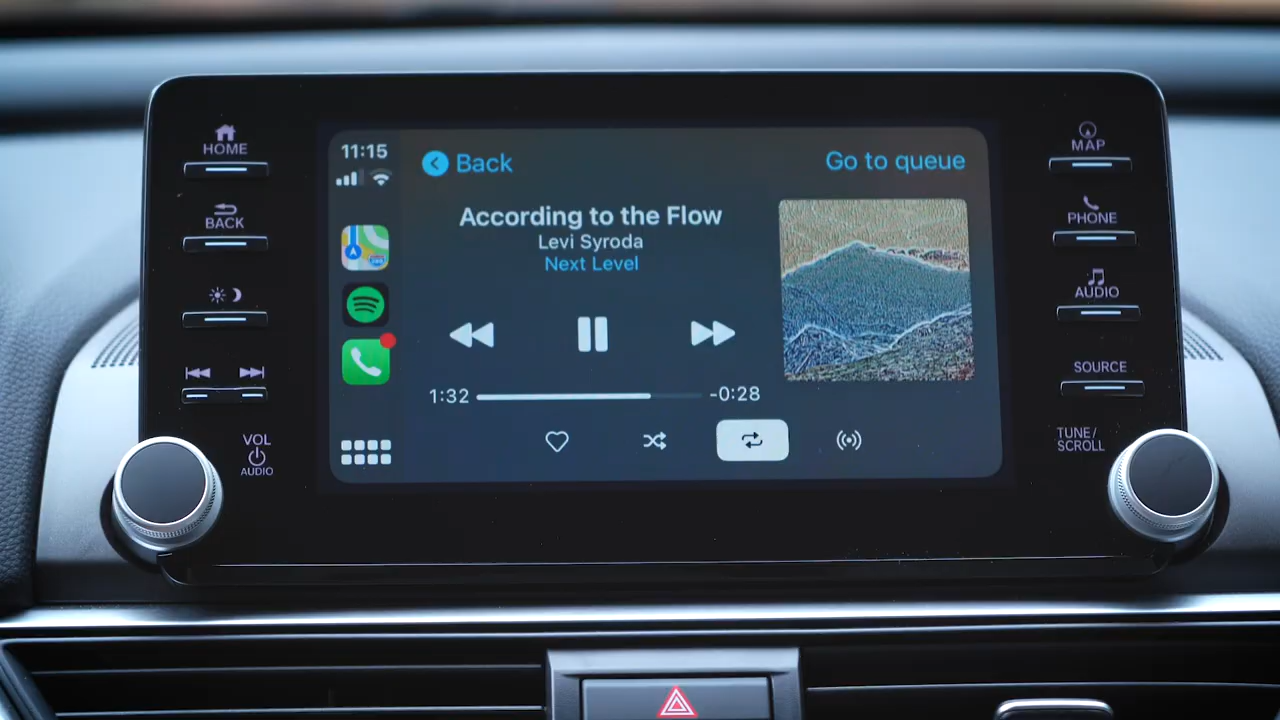 HOME
BACK
VOL
AUDIO
11:15
Back
Go to queue
According to the Flow
Levi Syroda
Next Level
1:32
-0:28
MAP
PHONE
AUDIO
SOURCE
TUNE/
SCROLL